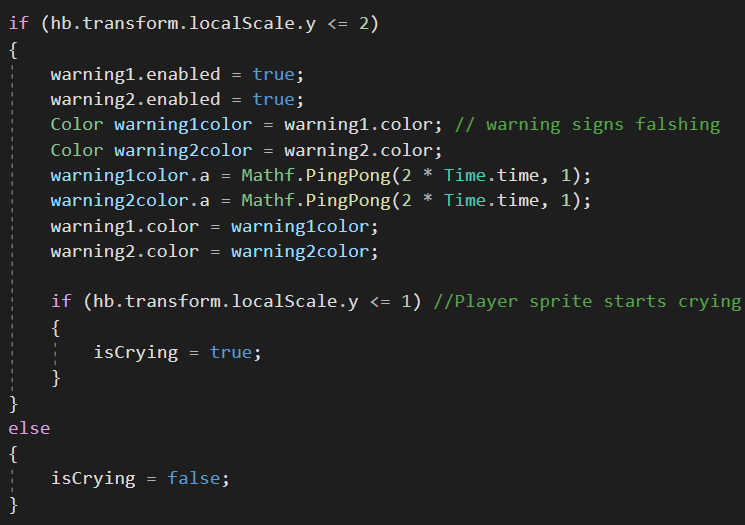 if (hb.transform.localScale.y <= 2)
{
    warning1.enabled = true;
    warning2.enabled = true;
    Color warning1color = warning1.color; // warning signs falshing
    Color warning2color = warning2.color;
    warning1color.a = Mathf.PingPong(2 * Time.time, 1);
    warning2color.a = Mathf.PingPong(2 * Time.time, 1);
    warning1.color = warning1color;
    warning2.color = warning2color;

    if (hb.transform.localScale.y <= 1) //Player sprite starts crying
    {
        isCrying = true;
    }
}
else
{
    isCrying = false;
}